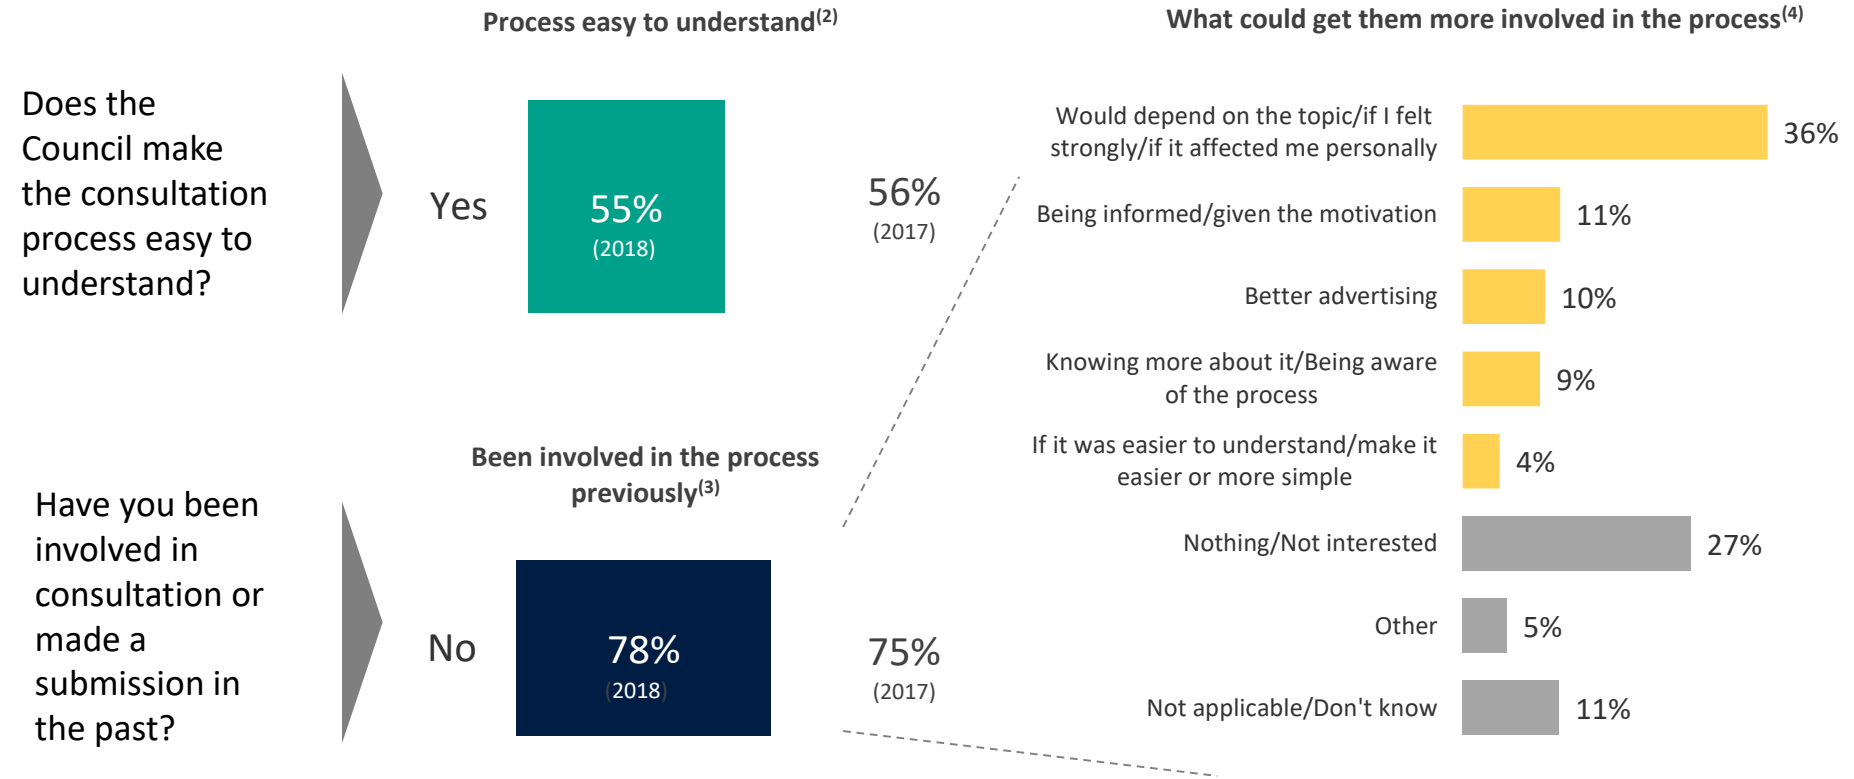 Process easy to understand(2)
Does the
Council make
the consultation
process easy to
understand?
Yes
55%
(2018)
56%
(2017)
Been involved in the process
previously(3)
Have you been
involved in
consultation or
made a
submission in
the past?
No
78%
(2018)
75%
(2017)
What could get them more involved in the process(4)
Would depend on the topic/if I felt
strongly/if it affected me personally
36%
Being informed/given the motivation
11%
Better advertising
10%
Knowing more about it/Being aware
of the process
9%
If it was easier to understand/make it
easier or more simple
4%
Nothing/Not interested
27%
Other
5%
Not applicable/Don't know
11%